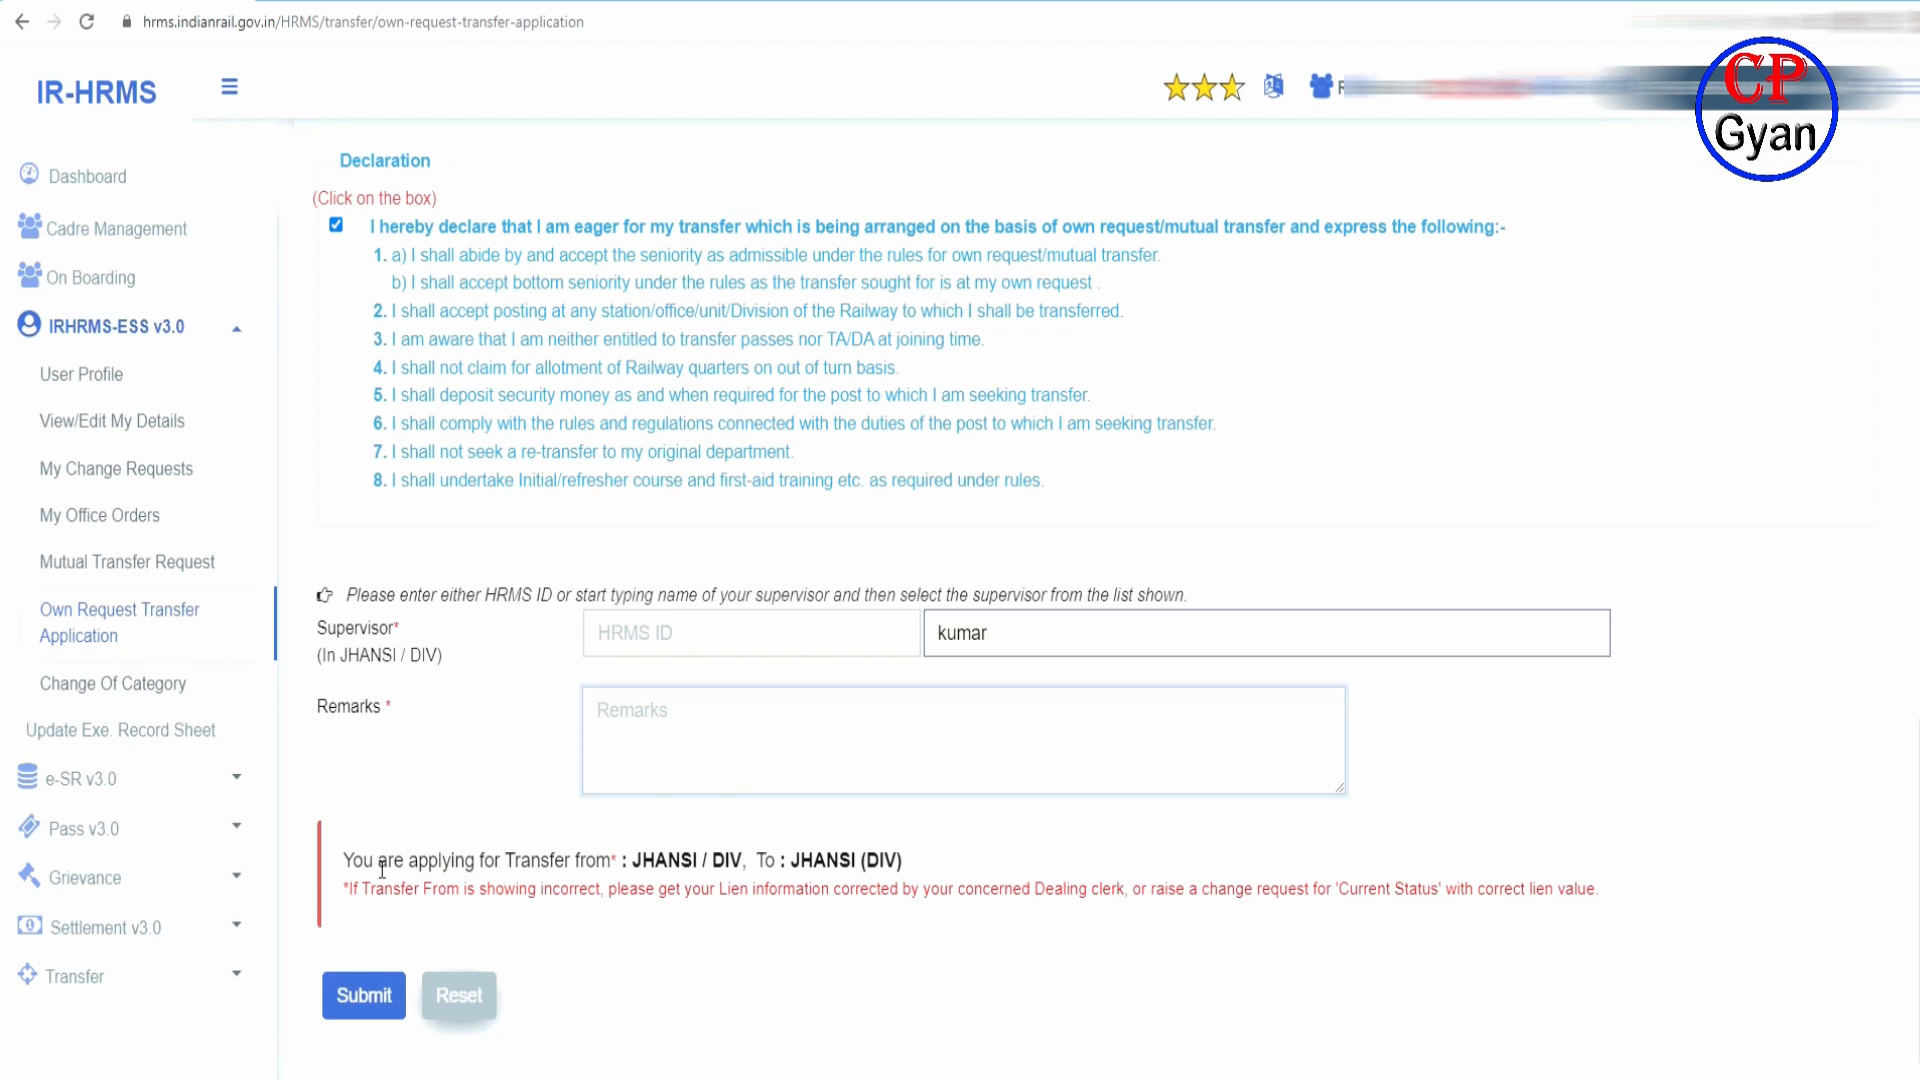 hrms.indianrail.gov.in/HRMS/transfer/own-request-transfer-application
IR-HRMS
CP
Gyan
Dashboard
Cadre Management
On Boarding
IRHRMS-ESS v3.0
User Profile
View/Edit My Details
My Change Requests
My Office Orders
Mutual Transfer Request
Own Request Transfer
Application
Change Of Category
Update Exe. Record Sheet
e-SR v3.0
Pass v3.0
Grievance
Settlement v3.0
Transfer
Declaration
(Click on the box)
I hereby declare that I am eager for my transfer which is being arranged on the basis of own request/mutual transfer and express the following:-
1. a) I shall abide by and accept the seniority as admissible under the rules for own request/mutual transfer.
b) I shall accept bottom seniority under the rules as the transfer sought for is at my own request .
2. I shall accept posting at any station/office/unit/Division of the Railway to which I shall be transferred.
3. I am aware that I am neither entitled to transfer passes nor TA/DA at joining time.
4. I shall not claim for allotment of Railway quarters on out of turn basis.
5. I shall deposit security money as and when required for the post to which I am seeking transfer.
6. I shall comply with the rules and regulations connected with the duties of the post to which I am seeking transfer.
7. I shall not seek a re-transfer to my original department.
8. I shall undertake Initial/refresher course and first-aid training etc. as required under rules.
Please enter either HRMS ID or start typing name of your supervisor and then select the supervisor from the list shown.
Supervisor* HRMS ID kumar
(In JHANSI / DIV)
Remarks * Remarks
You are applying for Transfer from* : JHANSI / DIV, To : JHANSI (DIV)
*If Transfer From is showing incorrect, please get your Lien information corrected by your concerned Dealing clerk, or raise a change request for 'Current Status' with correct lien value.
Submit Reset